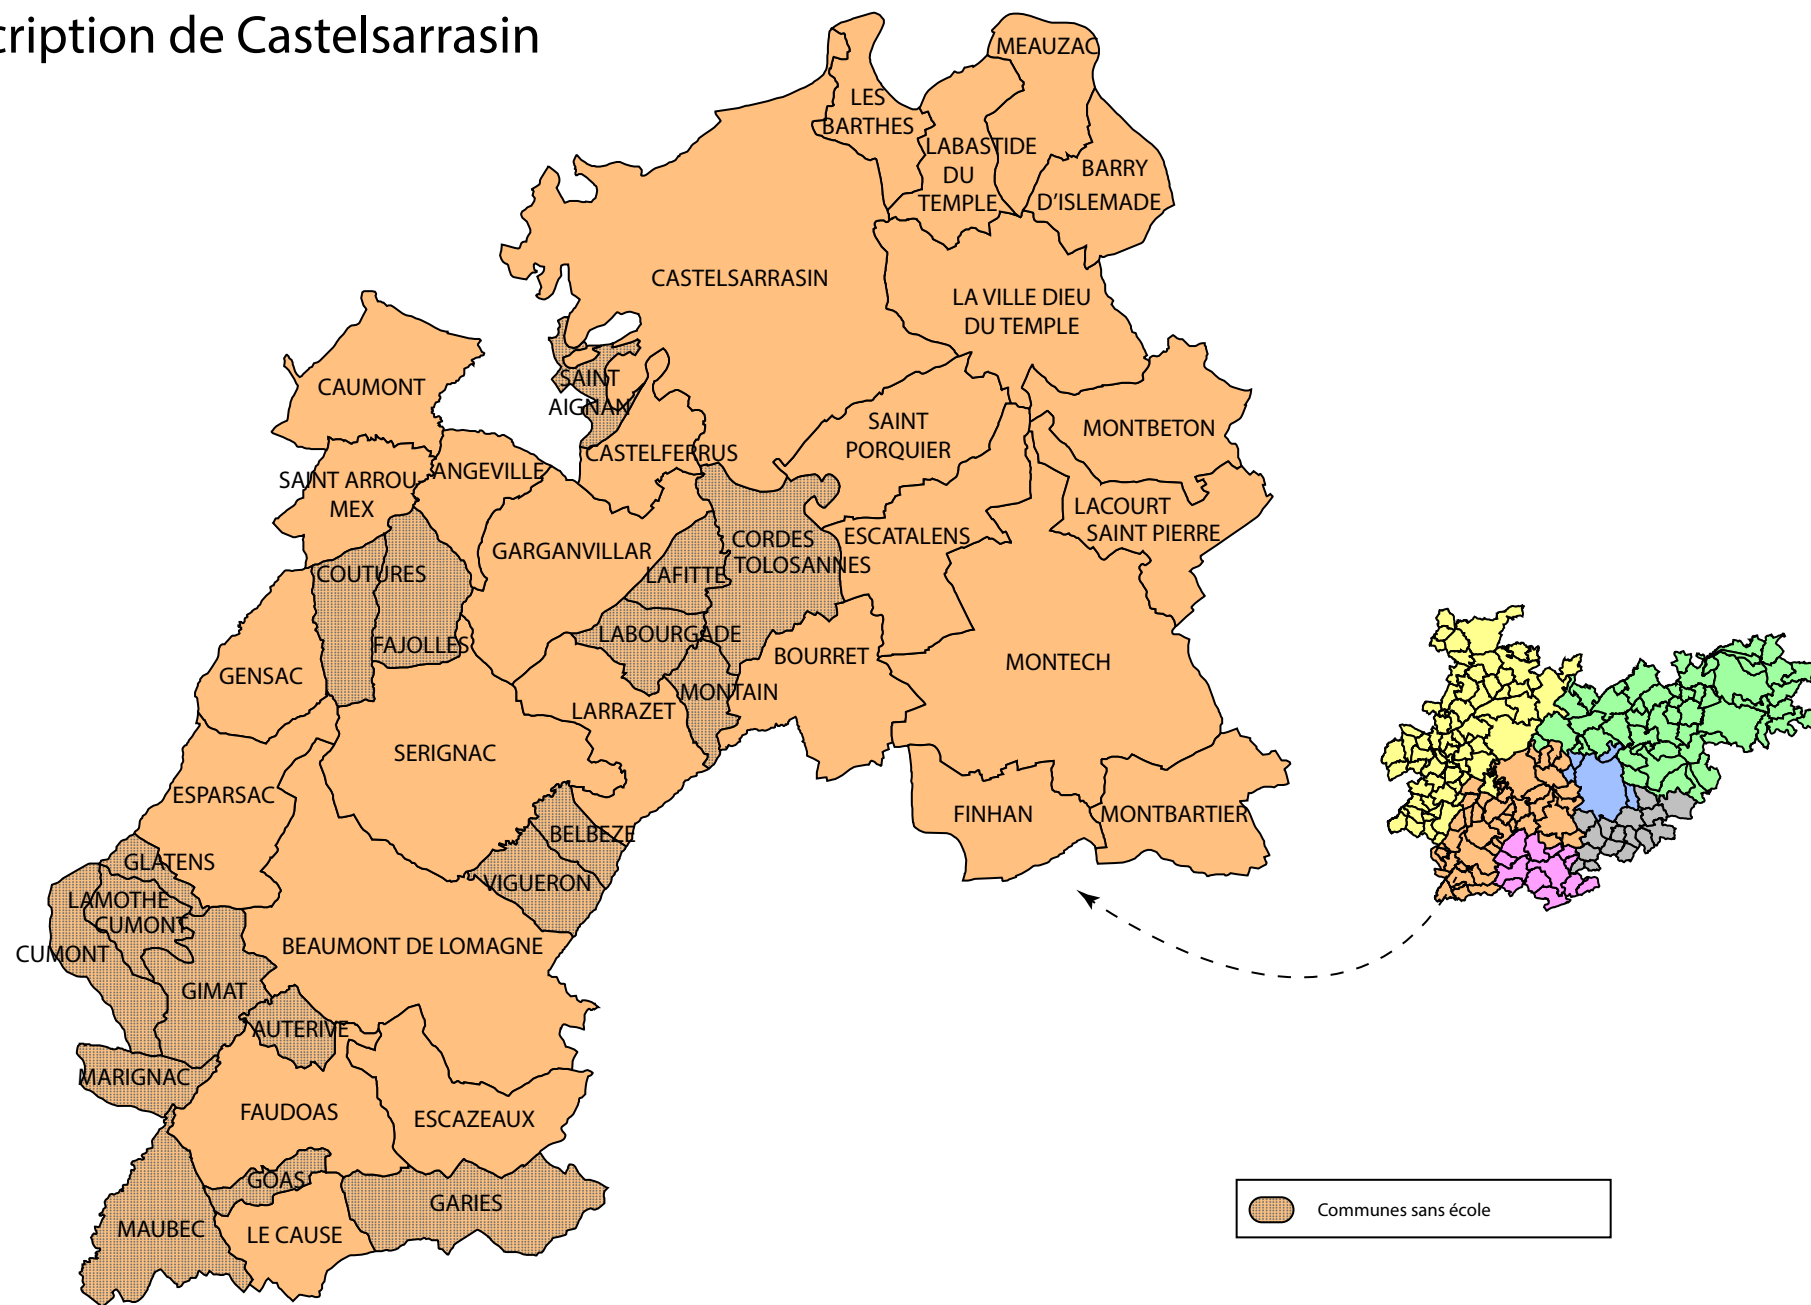 cription de Castelsarrasin
MEAUZAC
LES
BARTHES
LABASTIDE
DU
TEMPLE
BARRY
D'ISLEMADE
CASTELSARRASIN
LA VILLE DIEU
DU TEMPLE
CAUMONT
SAINT
AIGNAN
SAINT
PORQUIER
MONTBETON
CASTELFERRUS
ANGEVILLE
SAINT ARROU
MEX
LACOURT
SAINT PIERRE
ESCATALENS
CORDES
TOLOSANNES
GARGANVILLAR
LAFITTE
COUTURES
LABOURGADE
FAJOLLES
BOURRET
MONTECH
GENSAC
MONTAIN
LARRAZET
SERIGNAC
ESPARSAC
FINHAN
MONTBARTIER
BELBEZE
GLATENS
VIGUERON
LAMOTHE
CUMONT
CUMONT
BEAUMONT DE LOMAGNE
GIMAT
AUTERIVE
MARIGNAC
FAUDOAS
ESCAZEAUX
GOAS
GARIES
MAUBEC
LE CAUSE
Communes sans école